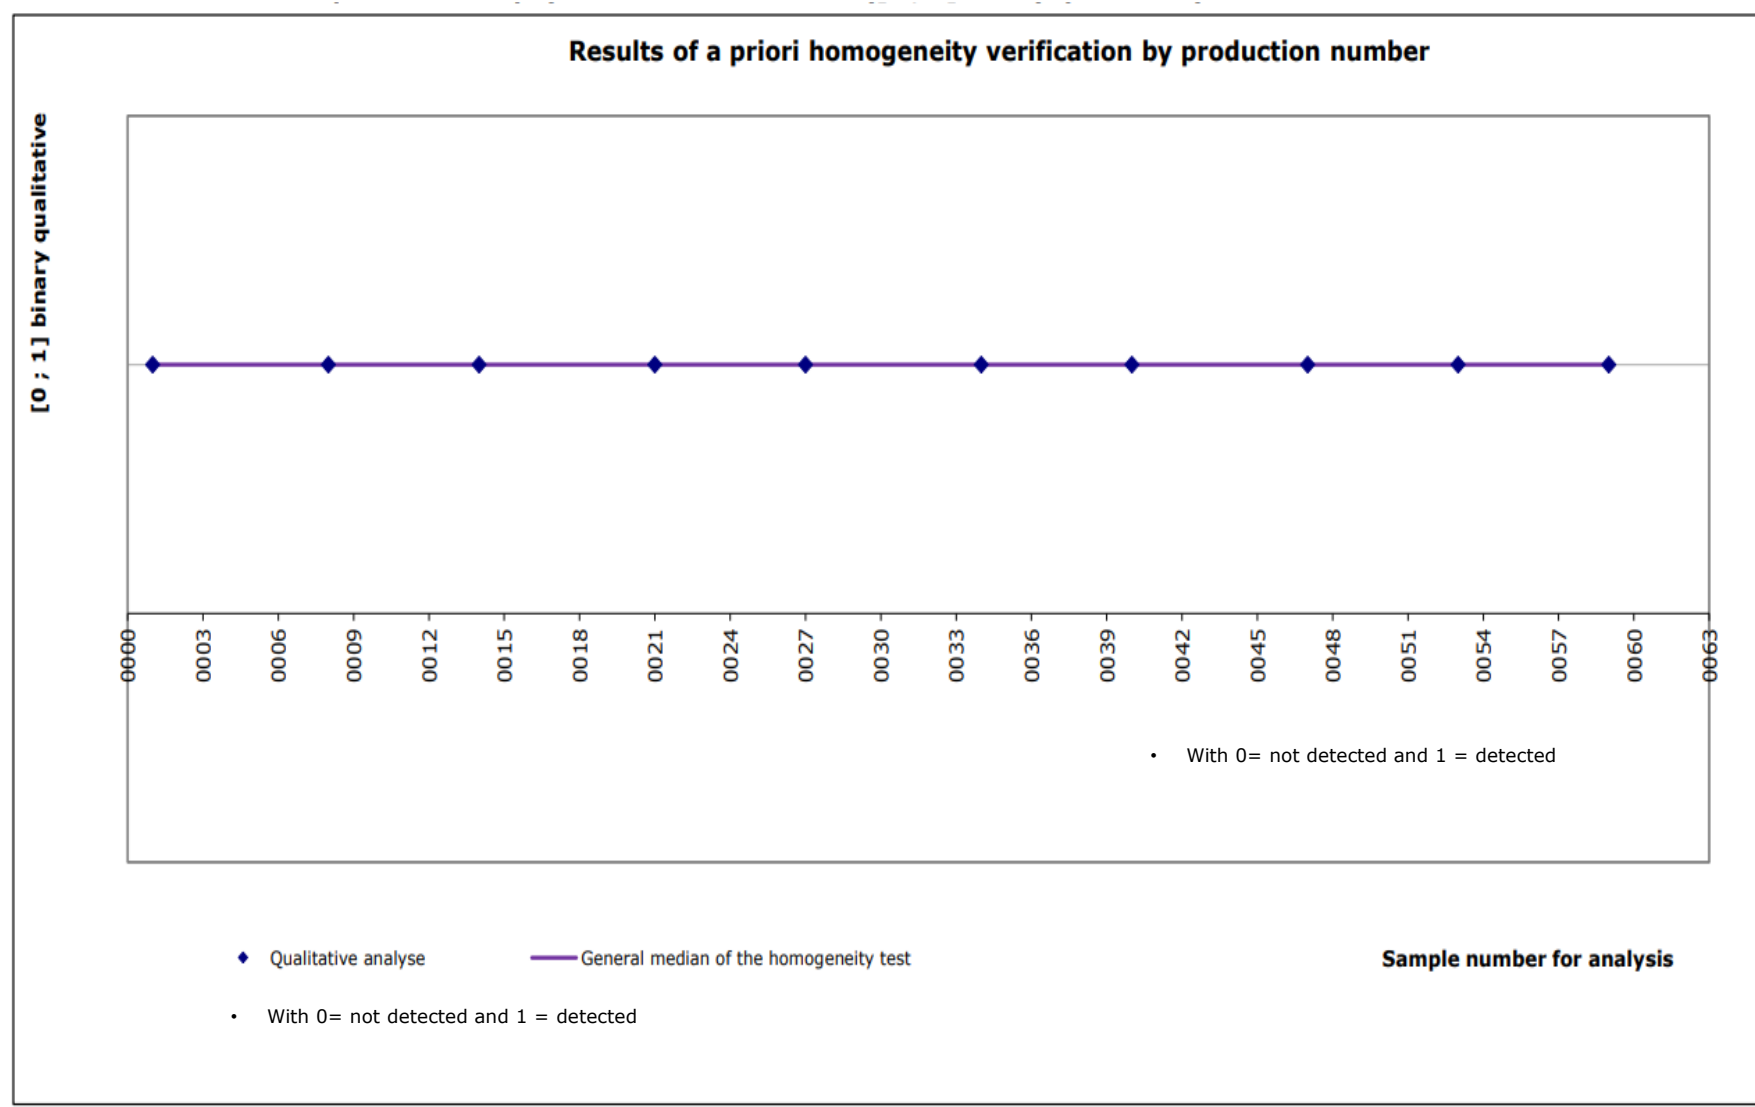 Results of a priori homogeneity verification by production number
[0 ; 1] binary qualitative
0000 0003 0006 0009 0012 0015 0018 0021 0024 0027 0030 0033 0036 0039 0042 0045 0048 0051 0054 0057 0060 0063
• With 0= not detected and 1 = detected
Qualitative analyse General median of the homogeneity test Sample number for analysis
• With 0= not detected and 1 = detected